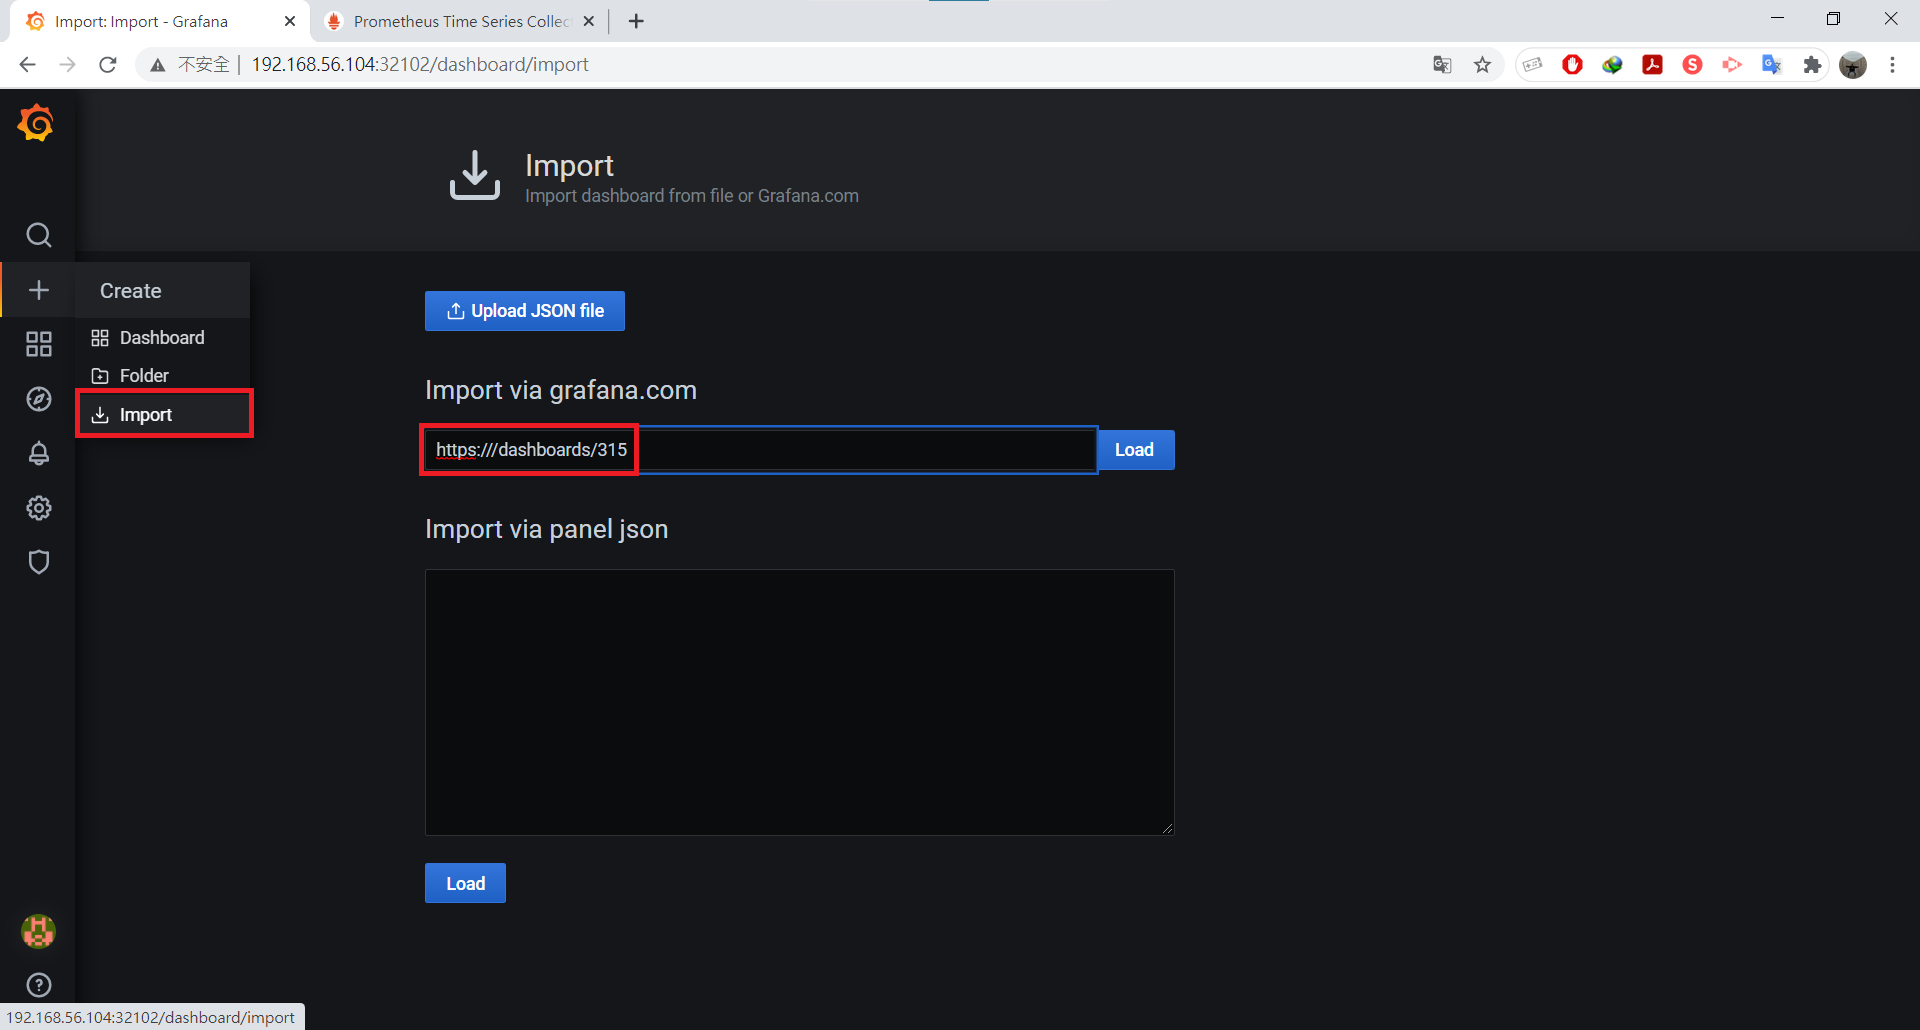 Import: Import - Grafana
Prometheus Time Series Collec
不安全 | 192.168.56.104:32102/dashboard/import
Import
Import dashboard from file or Grafana.com
Create
Dashboard
Folder
Import
Upload JSON file
Import via grafana.com
https:///dashboards/315
Load
Import via panel json
Load
192.168.56.104:32102/dashboard/import